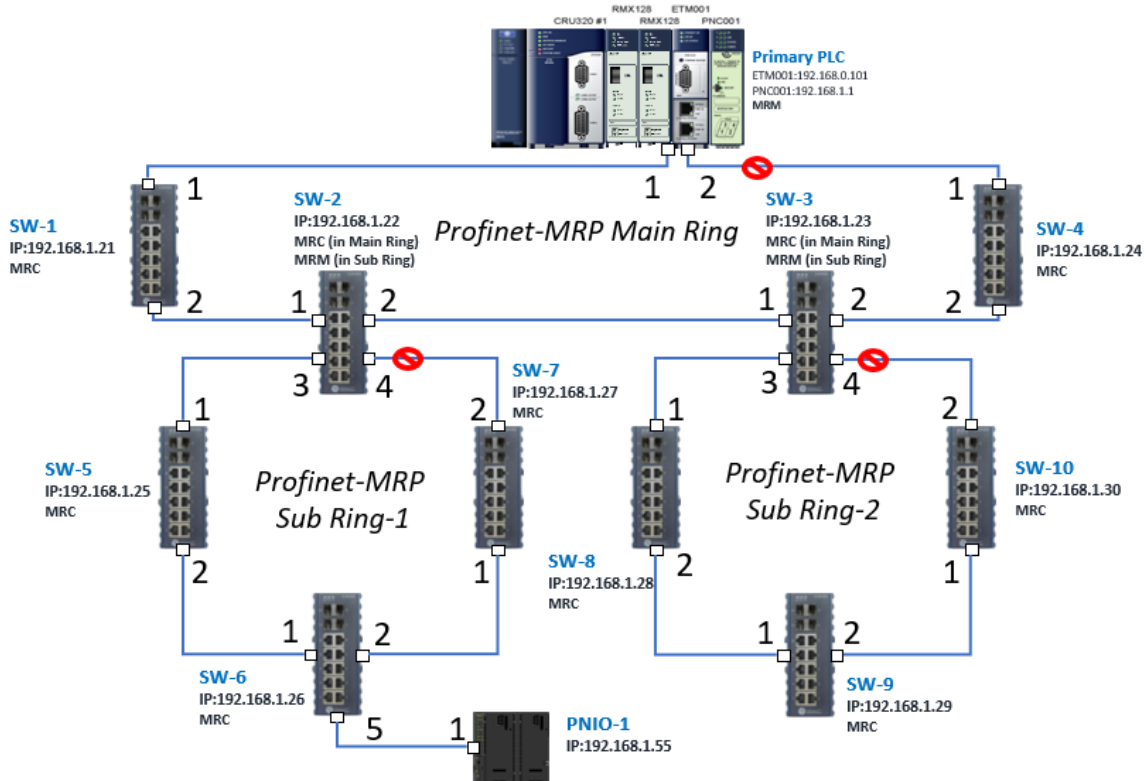 RMX128 ETM001
CRU320 #1 RMX128 PNC001
Primary PLC
ETM001:192.168.0.101
PNC001:192.168.1.1
MRM
1 2
1
1
SW-1
IP:192.168.1.21
MRC
2
SW-2
IP:192.168.1.22
MRC (in Main Ring)
MRM (in Sub Ring)
1 2
3 4
Profinet-MRP Main Ring
SW-3
IP:192.168.1.23
MRC (in Main Ring)
MRM (in Sub Ring)
1 2
3 4
SW-4
IP:192.168.1.24
MRC
2
SW-7
IP:192.168.1.27
MRC
2
1
1
SW-5
IP:192.168.1.25
MRC
2
Profinet-MRP
Sub Ring-1
1
SW-8
IP:192.168.1.28
MRC
2
Profinet-MRP
Sub Ring-2
2
SW-10
IP:192.168.1.30
MRC
1
1 2
SW-6
IP:192.168.1.26
MRC
5
1
PNIO-1
IP:192.168.1.55
1 2
SW-9
IP:192.168.1.29
MRC